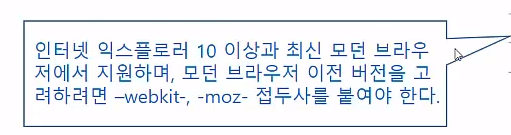 인터넷 익스플로러 10 이상과 최신 모던 브라우
저에서 지원하며, 모던 브라우저 이전 버전을 고
려하려면 –webkit-, -moz- 접두사를 붙여야 한다.